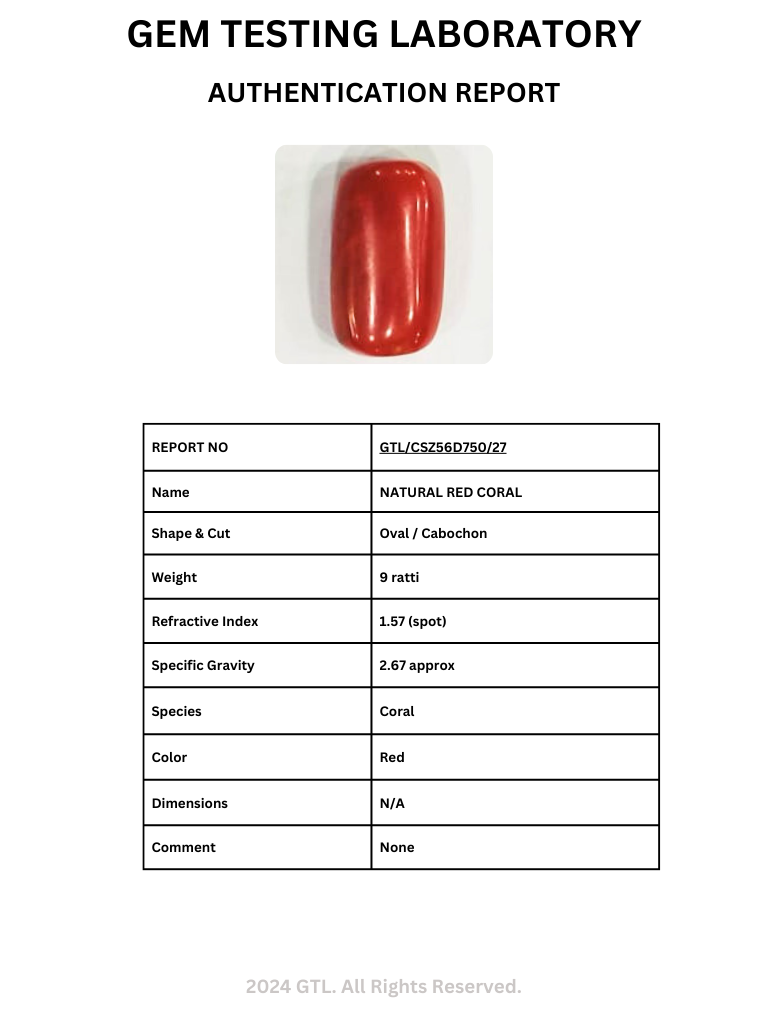 GEM TESTING LABORATORY
AUTHENTICATION REPORT
REPORT NO GTL/CSZ56D750/27
Name NATURAL RED CORAL
Shape & Cut Oval / Cabochon
Weight 9 ratti
Refractive Index 1.57 (spot)
Specific Gravity 2.67 approx
Species Coral
Color Red
Dimensions N/A
Comment None
2024 GTL. All Rights Reserved.